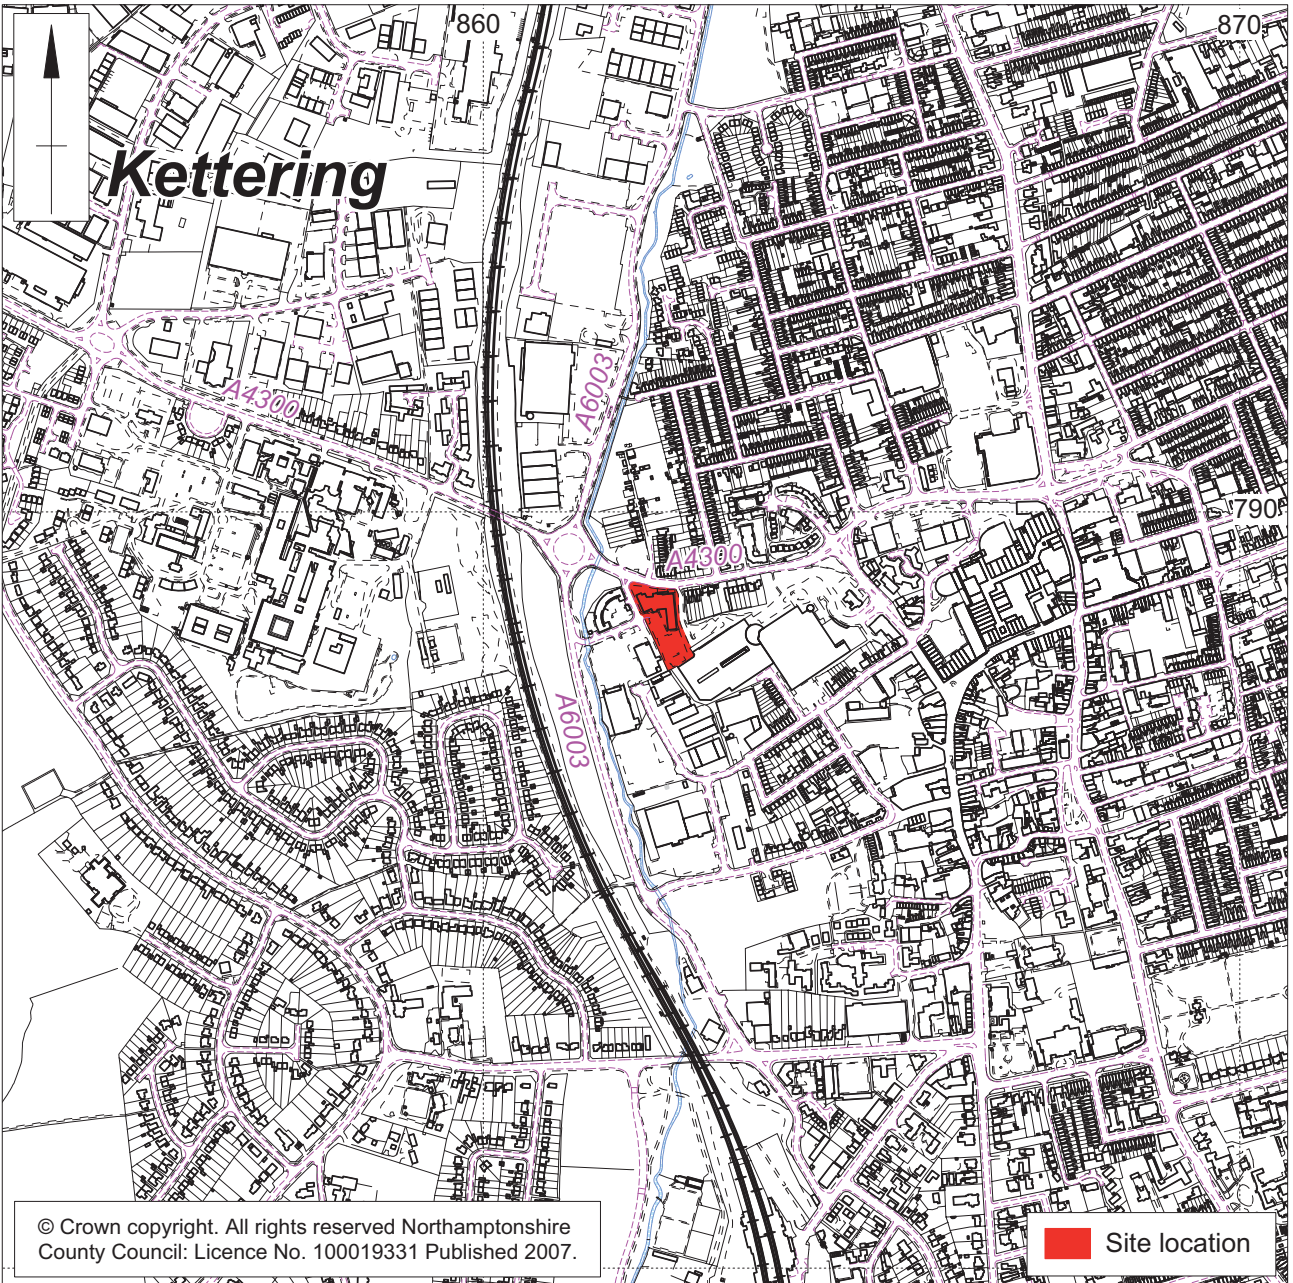 860
870
Kettering
A6003
A4300
790
A4300
A6003
© Crown copyright. All rights reserved Northamptonshire
County Council: Licence No. 100019331 Published 2007.
Site location